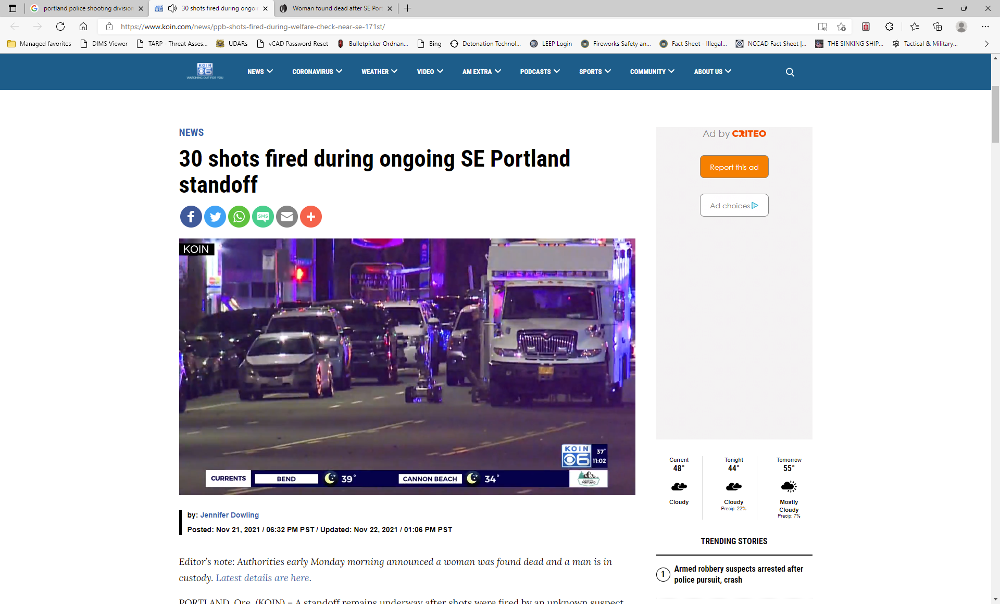 portland police shooting division
30 shots fired during ongoi
Woman found dead after SE Por
https://www.koin.com/news/ppb-shots-fired-during-welfare-check-near-se-171st/
Managed favorites
DIMS Viewer
TARP - Threat Asses...
UDARs
vCAD Password Reset
Bulletpicker Ordnan...
Bing
Detonation Technol...
LEEP Login
Fireworks Safety an...
Fact Sheet - Illegal...
NCCAD Fact Sheet |...
THE SINKING SHIP...
Tactical & Military...
KOIN
6
WATCHING OUT FOR YOU
NEWS
CORONAVIRUS
WEATHER
VIDEO
AM EXTRA
PODCASTS
SPORTS
COMMUNITY
ABOUT US
NEWS
30 shots fired during ongoing SE Portland
standoff
SMS
KOIN
KOIN
6
37°
11:02
CURRENTS
BEND
39°
CANNON BEACH
34°
PORTLAND
by: Jennifer Dowling
Posted: Nov 21, 2021 / 06:32 PM PST / Updated: Nov 22, 2021 / 01:06 PM PST
Editor’s note: Authorities early Monday morning announced a woman was found dead and a man is in
custody. Latest details are here.
PORTLAND, Ore. (KOIN) – A standoff remains underway after shots were fired by an unknown suspect
Ad by CRITEO
Report this ad
Ad choices
Current
48°
Cloudy
Tonight
44°
Cloudy
Precip: 22%
Tomorrow
55°
Mostly
Cloudy
Precip: 7%
TRENDING STORIES
1
Armed robbery suspects arrested after
police pursuit, crash